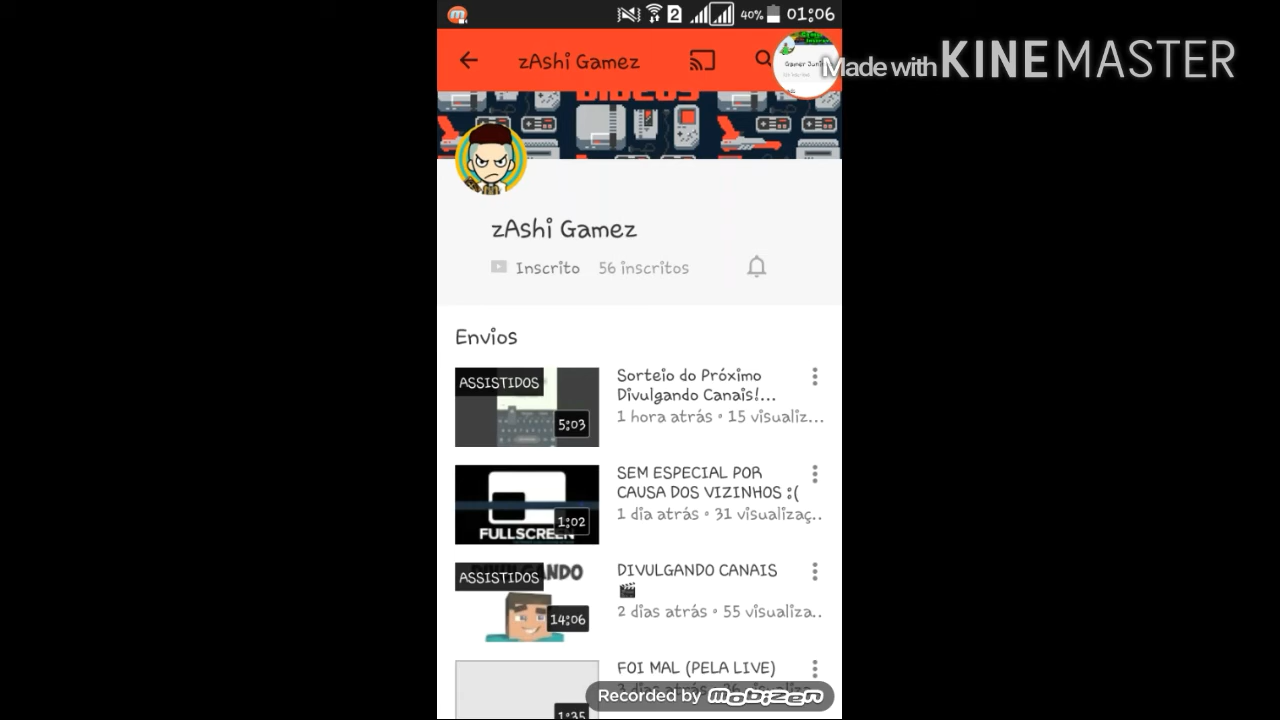 2 40% 01:06
zAshi Gamez
Made with KINEMASTER
zAshi Gamez
Inscrito 56 inscritos
Envios
ASSISTIDOS
5:03
Sorteio do Próximo
Divulgando Canais!...
1 hora atrás • 15 visualiz...
1:02
FULLSCREEN
SEM ESPECIAL POR
CAUSA DOS VIZINHOS :(
1 dia atrás • 31 visualizaç..
ASSISTIDOS
14:06
DIVULGANDO CANAIS
🎬
2 dias atrás • 55 visualiza..
1:35
FOI MAL (PELA LIVE)
Recorded by mobizen